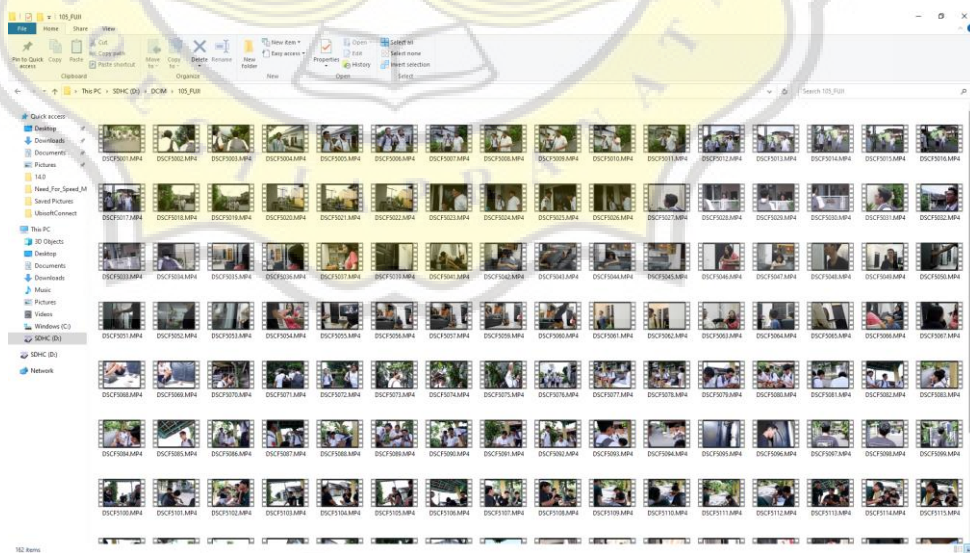 105_FUJI
File Home Share View
Pin to Quick access
Copy
Paste
Cut
Copy path
Paste shortcut
Clipboard
Move to
Copy to
Delete
Rename
Organize
New folder
New item
Easy access
New
Properties
Open
Edit
History
Open
Select all
Select none
Invert selection
Select
This PC > SDHC (D:) > DCIM > 105_FUJI
Search 105_FUJI
Quick access
Desktop
Downloads
Documents
Pictures
14.0
Need_For_Speed_M
Saved Pictures
UbisoftConnect
This PC
3D Objects
Desktop
Documents
Downloads
Music
Pictures
Videos
Windows (C:)
SDHC (D:)
SDHC (D:)
Network
DSCF5001.MP4 DSCF5002.MP4 DSCF5003.MP4 DSCF5004.MP4 DSCF5005.MP4 DSCF5006.MP4 DSCF5007.MP4 DSCF5008.MP4 DSCF5009.MP4 DSCF5010.MP4 DSCF5011.MP4 DSCF5012.MP4 DSCF5013.MP4 DSCF5014.MP4 DSCF5015.MP4 DSCF5016.MP4
DSCF5017.MP4 DSCF5018.MP4 DSCF5019.MP4 DSCF5020.MP4 DSCF5021.MP4 DSCF5022.MP4 DSCF5023.MP4 DSCF5024.MP4 DSCF5025.MP4 DSCF5026.MP4 DSCF5027.MP4 DSCF5028.MP4 DSCF5029.MP4 DSCF5030.MP4 DSCF5031.MP4 DSCF5032.MP4
DSCF5033.MP4 DSCF5034.MP4 DSCF5035.MP4 DSCF5036.MP4 DSCF5037.MP4 DSCF5039.MP4 DSCF5041.MP4 DSCF5042.MP4 DSCF5043.MP4 DSCF5044.MP4 DSCF5045.MP4 DSCF5046.MP4 DSCF5047.MP4 DSCF5048.MP4 DSCF5049.MP4 DSCF5050.MP4
DSCF5051.MP4 DSCF5052.MP4 DSCF5053.MP4 DSCF5054.MP4 DSCF5055.MP4 DSCF5056.MP4 DSCF5057.MP4 DSCF5059.MP4 DSCF5060.MP4 DSCF5061.MP4 DSCF5062.MP4 DSCF5063.MP4 DSCF5064.MP4 DSCF5065.MP4 DSCF5066.MP4 DSCF5067.MP4
DSCF5068.MP4 DSCF5069.MP4 DSCF5070.MP4 DSCF5071.MP4 DSCF5072.MP4 DSCF5073.MP4 DSCF5074.MP4 DSCF5075.MP4 DSCF5076.MP4 DSCF5077.MP4 DSCF5078.MP4 DSCF5079.MP4 DSCF5080.MP4 DSCF5081.MP4 DSCF5082.MP4 DSCF5083.MP4
DSCF5084.MP4 DSCF5085.MP4 DSCF5086.MP4 DSCF5087.MP4 DSCF5088.MP4 DSCF5089.MP4 DSCF5090.MP4 DSCF5091.MP4 DSCF5092.MP4 DSCF5093.MP4 DSCF5094.MP4 DSCF5095.MP4 DSCF5096.MP4 DSCF5097.MP4 DSCF5098.MP4 DSCF5099.MP4
DSCF5100.MP4 DSCF5101.MP4 DSCF5102.MP4 DSCF5103.MP4 DSCF5104.MP4 DSCF5105.MP4 DSCF5106.MP4 DSCF5107.MP4 DSCF5108.MP4 DSCF5109.MP4 DSCF5110.MP4 DSCF5111.MP4 DSCF5112.MP4 DSCF5113.MP4 DSCF5114.MP4 DSCF5115.MP4
162 items